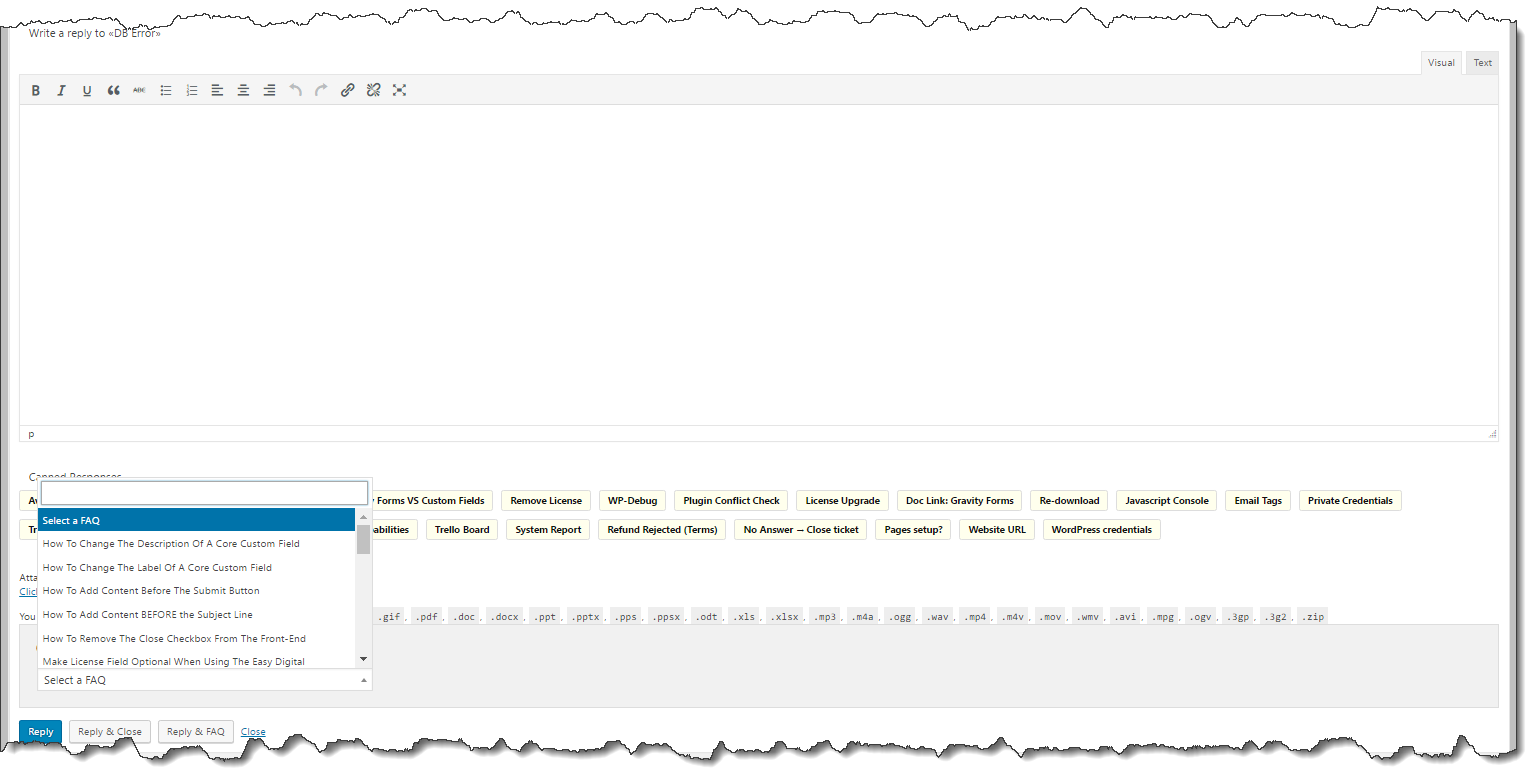 Write a reply to «DB Error»
Visual Text
B I U ABC
p
Canned Responses
Forms VS Custom Fields Remove License WP-Debug Plugin Conflict Check License Upgrade Doc Link: Gravity Forms Re-download Javascript Console Email Tags Private Credentials
Select a FAQ
Trello Board System Report Refund Rejected (Terms) No Answer -- Close ticket Pages setup? Website URL WordPress credentials
How To Change The Description Of A Core Custom Field
How To Change The Label Of A Core Custom Field
How To Add Content Before The Submit Button
How To Add Content BEFORE the Subject Line
You .gif, .pdf, .doc, .docx, .ppt, .pptx, .pps, .ppsx, .odt, .xls, .xlsx, .mp3, .m4a, .ogg, .wav, .mp4, .m4v, .mov, .wmv, .avi, .mpg, .ogv, .3gp, .3g2, .zip
How To Remove The Close Checkbox From The Front-End
Make License Field Optional When Using The Easy Digital
Select a FAQ
Reply Reply & Close Reply & FAQ Close